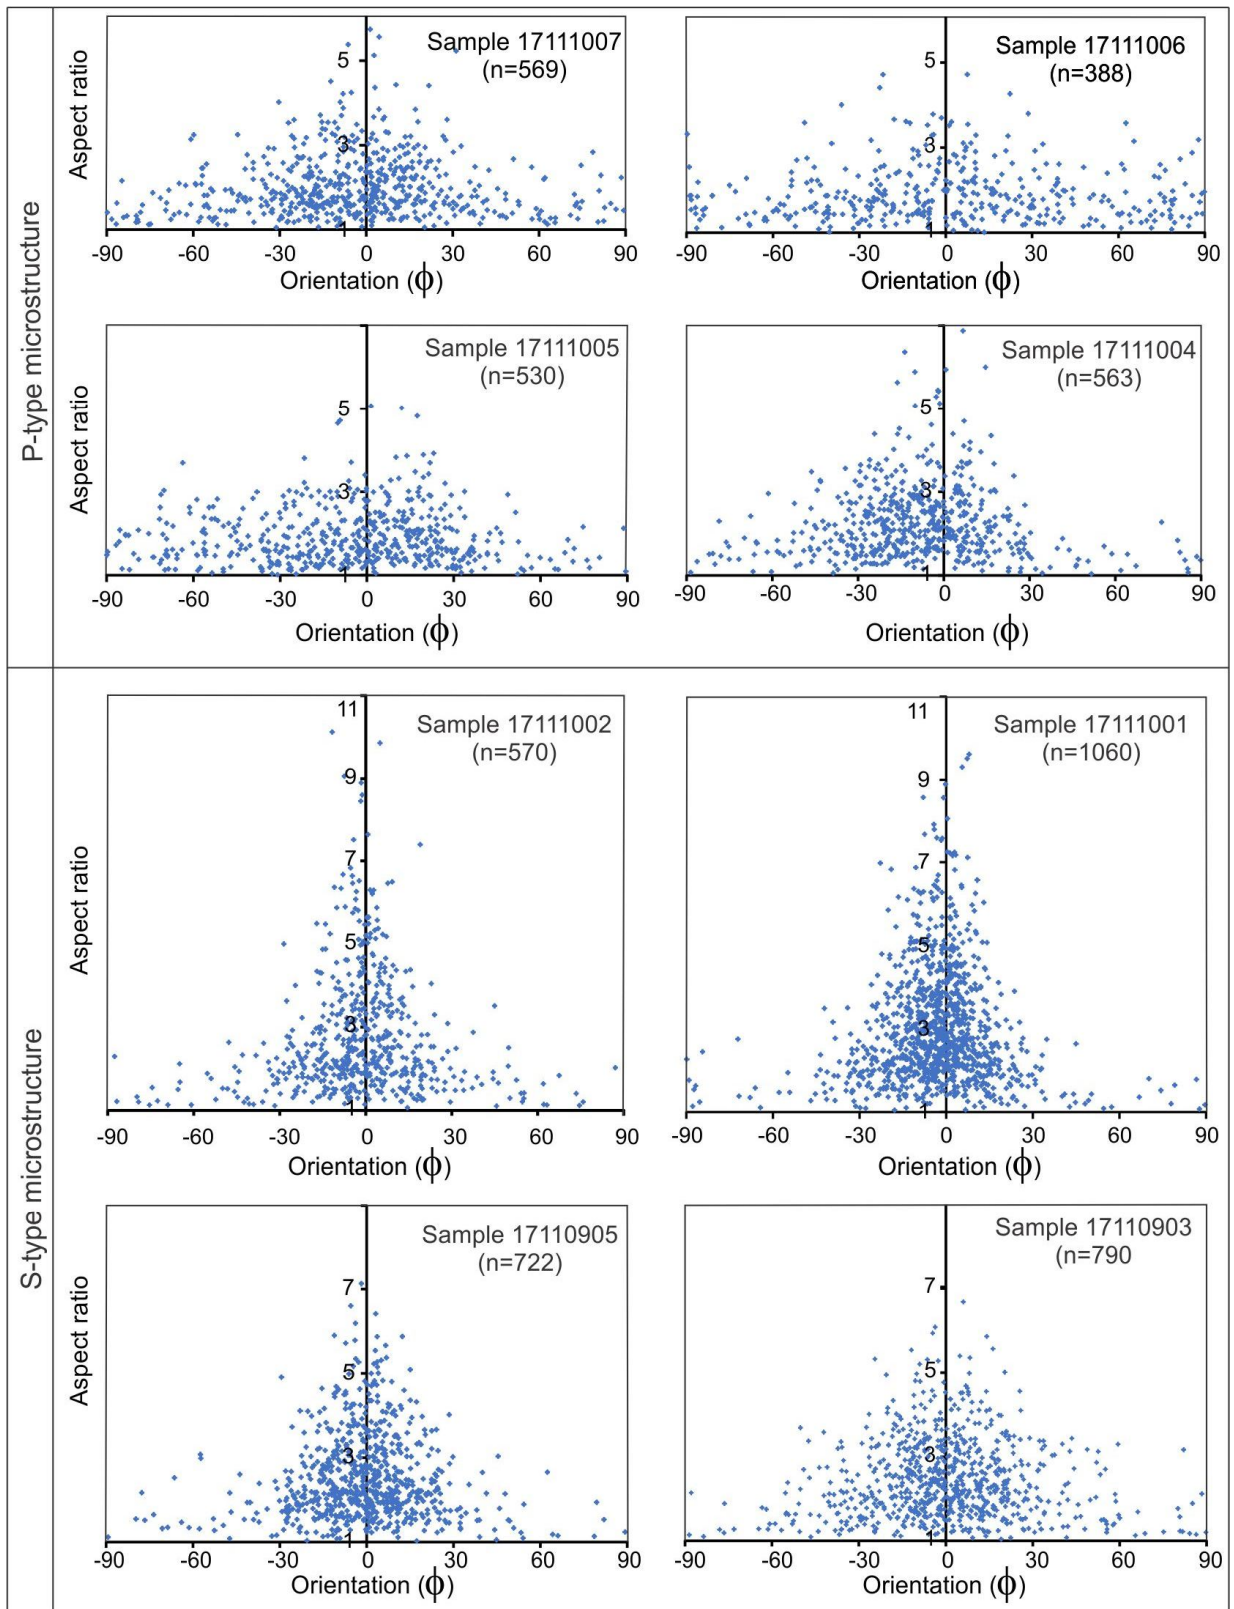 P-type microstructure
Aspect ratio
5
3
1
Sample 17111007
(n=569)
-90 -60 -30 0 30 60 90
Orientation (ϕ)
5
3
1
Sample 17111006
(n=388)
-90 -60 -30 0 30 60 90
Orientation (ϕ)
Aspect ratio
5
3
1
Sample 17111005
(n=530)
-90 -60 -30 0 30 60 90
Orientation (ϕ)
5
3
1
Sample 17111004
(n=563)
-90 -60 -30 0 30 60 90
Orientation (ϕ)
S-type microstructure
Aspect ratio
11
9
7
5
3
1
Sample 17111002
(n=570)
-90 -60 -30 0 30 60 90
Orientation (ϕ)
11
9
7
5
3
1
Sample 17111001
(n=1060)
-90 -60 -30 0 30 60 90
Orientation (ϕ)
Aspect ratio
7
5
3
1
Sample 17110905
(n=722)
-90 -60 -30 0 30 60 90
Orientation (ϕ)
7
5
3
1
Sample 17110903
(n=790
-90 -60 -30 0 30 60 90
Orientation (ϕ)